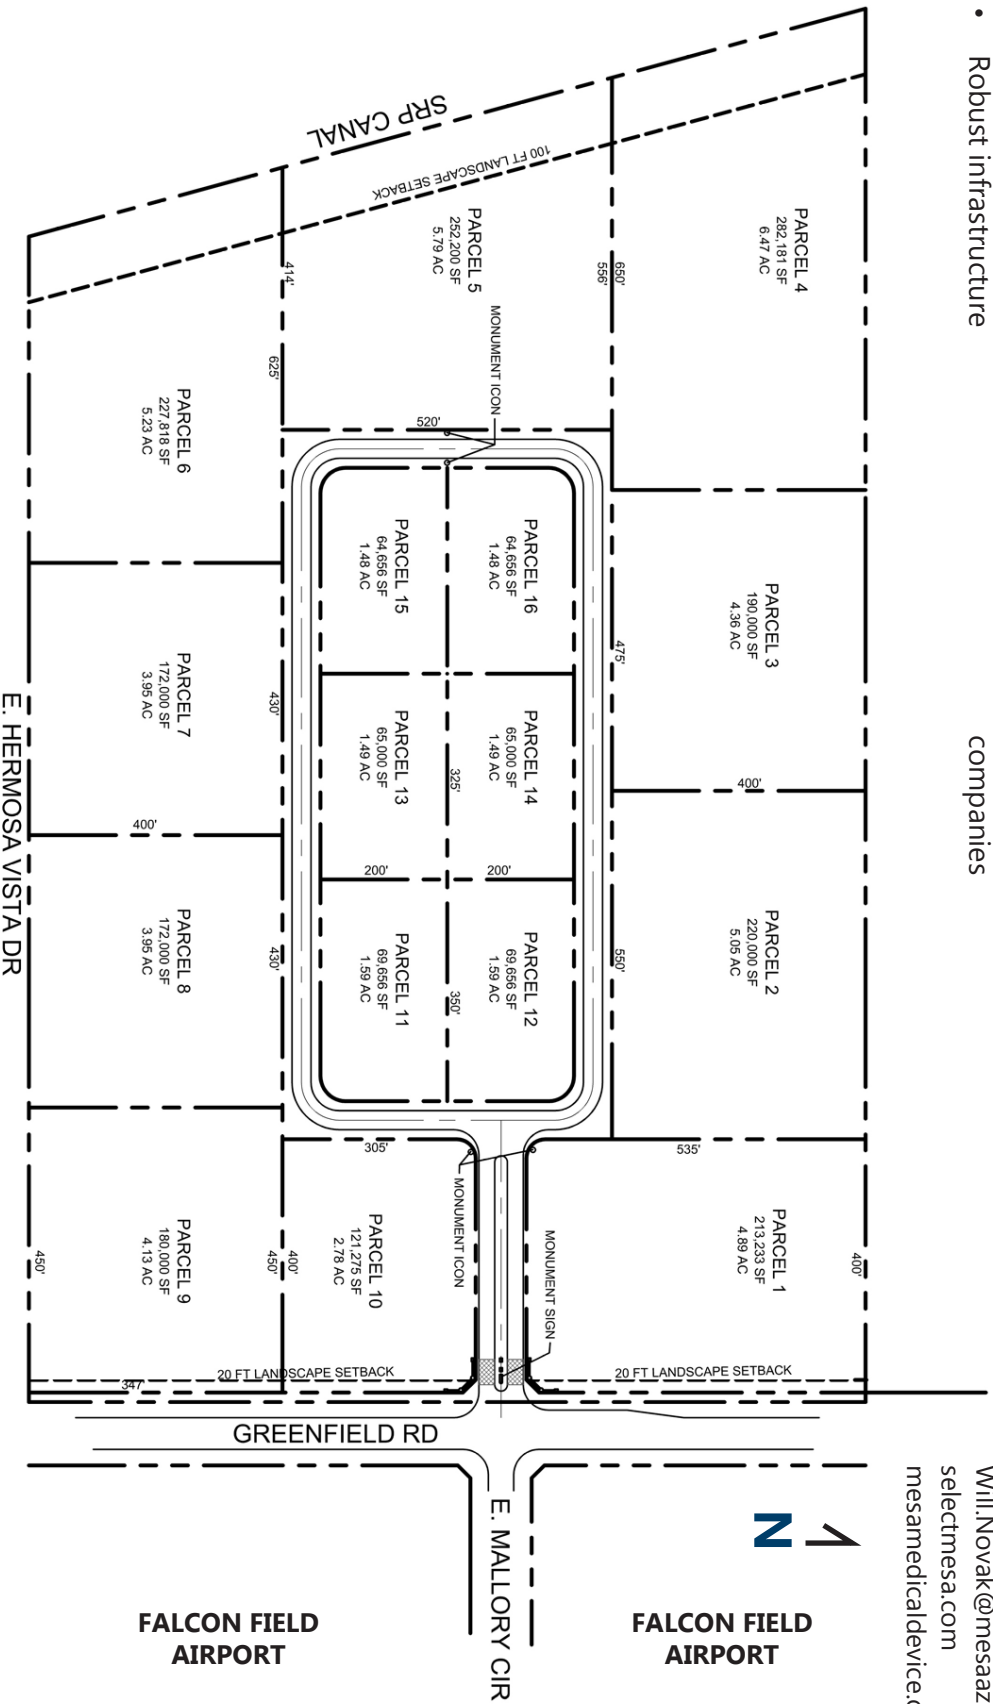 • Robust infrastructure
companies
Will.Novak@mesaaz
selectmesa.com
mesamedicaldevice.
SRP CANAL
100 FT LANDSCAPE SETBACK
PARCEL 4
282,181 SF
6.47 AC
650'
556'
PARCEL 5
252,200 SF
5.79 AC
414'
625'
MONUMENT ICON
520'
PARCEL 6
227,818 SF
5.23 AC
PARCEL 3
190,000 SF
4.36 AC
475'
400'
PARCEL 16
64,656 SF
1.48 AC
PARCEL 15
64,656 SF
1.48 AC
PARCEL 7
172,000 SF
3.95 AC
430'
400'
PARCEL 14
65,000 SF
1.49 AC
325'
PARCEL 13
65,000 SF
1.49 AC
200'
200'
PARCEL 2
220,000 SF
5.05 AC
550'
PARCEL 12
69,656 SF
1.59 AC
350'
PARCEL 11
69,656 SF
1.59 AC
PARCEL 8
172,000 SF
3.95 AC
430'
E. HERMOSA VISTA DR
535'
305'
PARCEL 1
213,233 SF
4.89 AC
400'
MONUMENT SIGN
MONUMENT ICON
PARCEL 10
121,275 SF
2.78 AC
400'
450'
PARCEL 9
180,000 SF
4.13 AC
450'
347'
20 FT LANDSCAPE SETBACK
20 FT LANDSCAPE SETBACK
GREENFIELD RD
E. MALLORY CIR
N
FALCON FIELD
AIRPORT
FALCON FIELD
AIRPORT